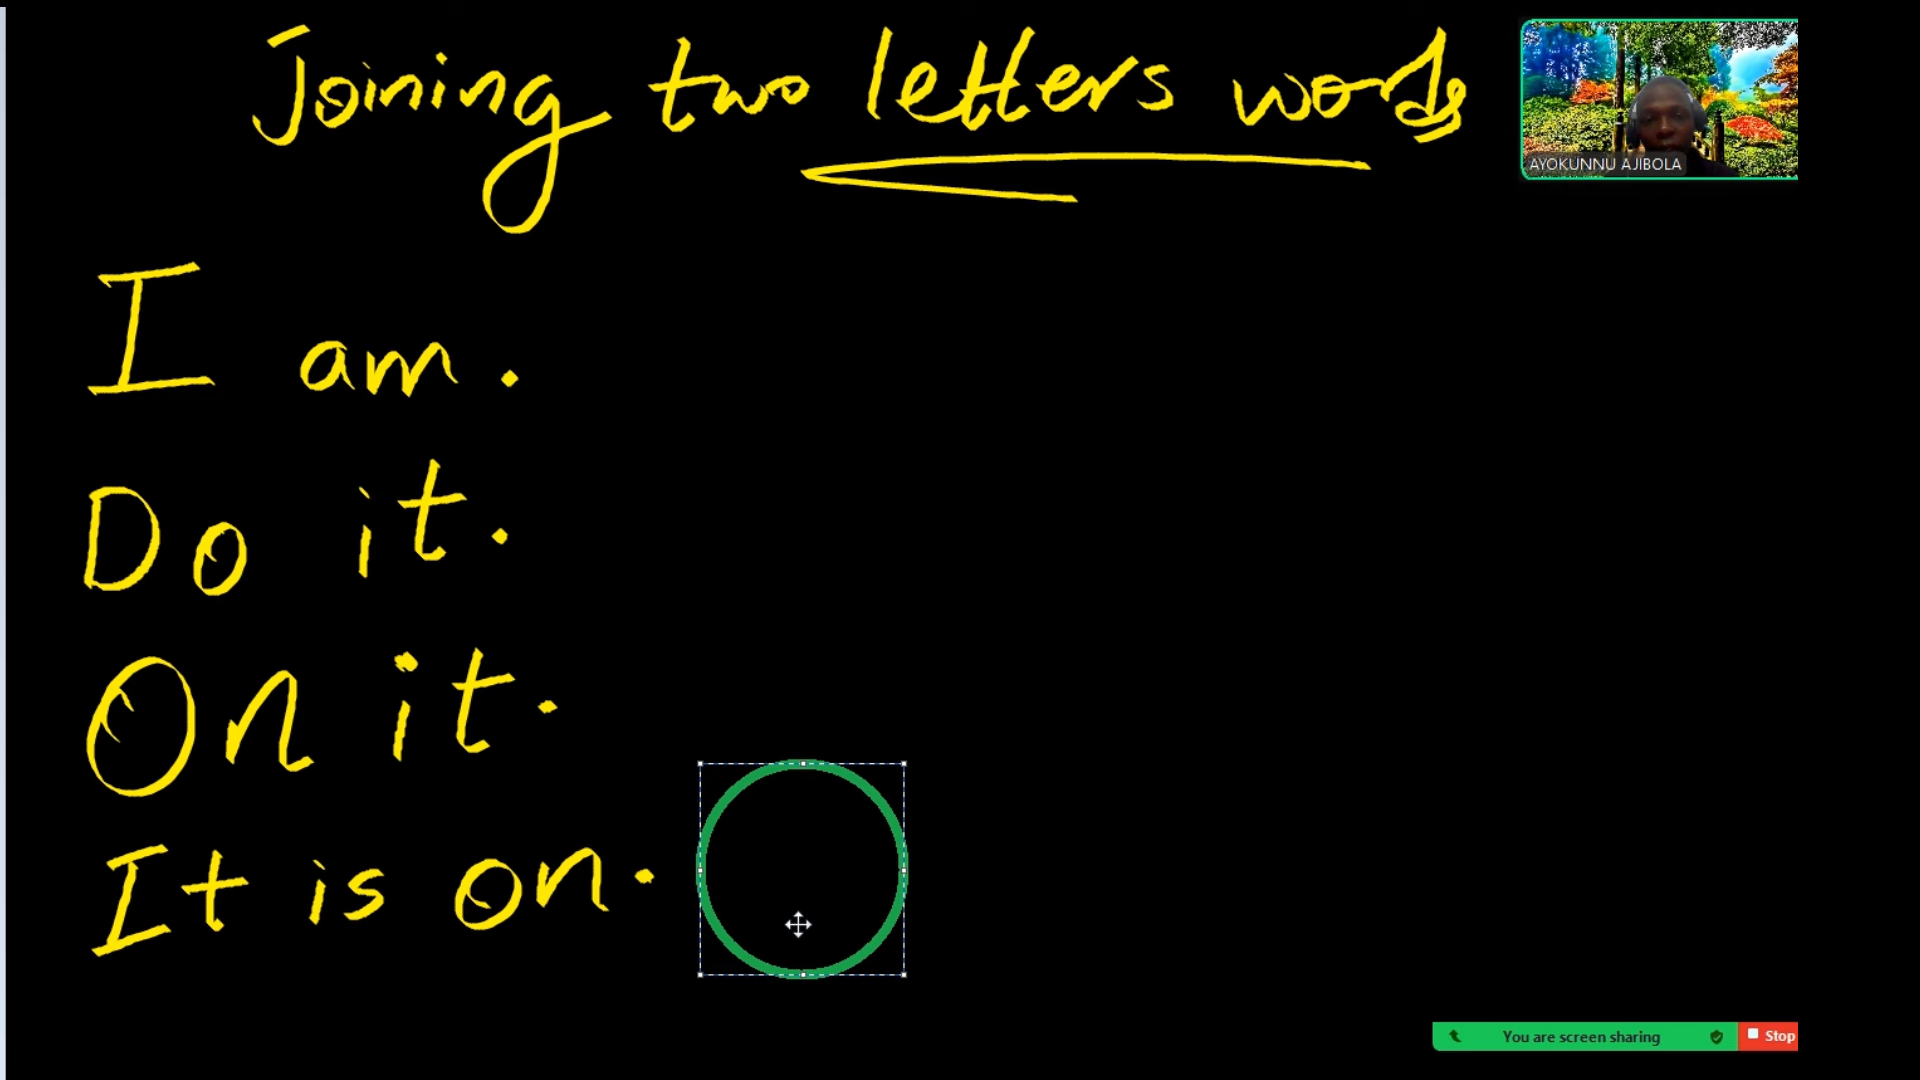 Joining two letters words
AYOKUNNU AJIBOLA
I am.
Do it.
On it.
It is on.
You are screen sharing
Stop